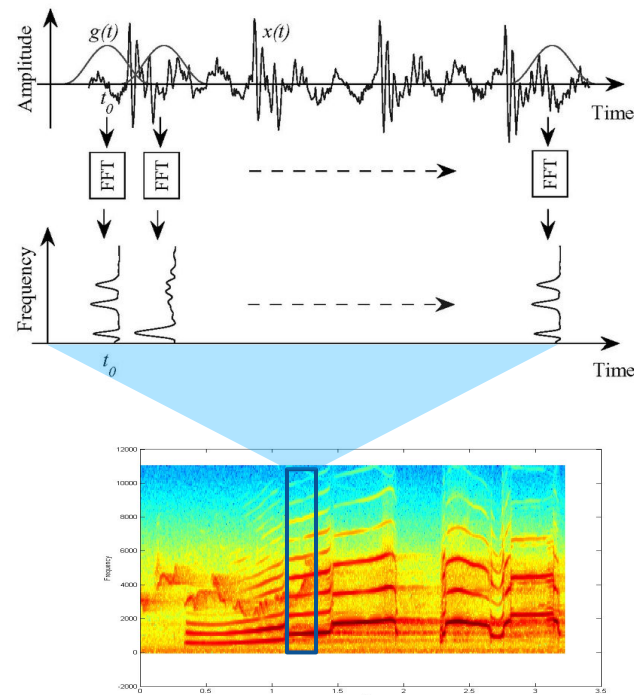 g(t)
x(t)
Amplitude
t0
Time
FFT
FFT
FFT
Frequency
t0
Time
12000
10000
8000
6000
4000
2000
0
-2000
Frequency
0
0.5
1
1.5
2
2.5
3
3.5